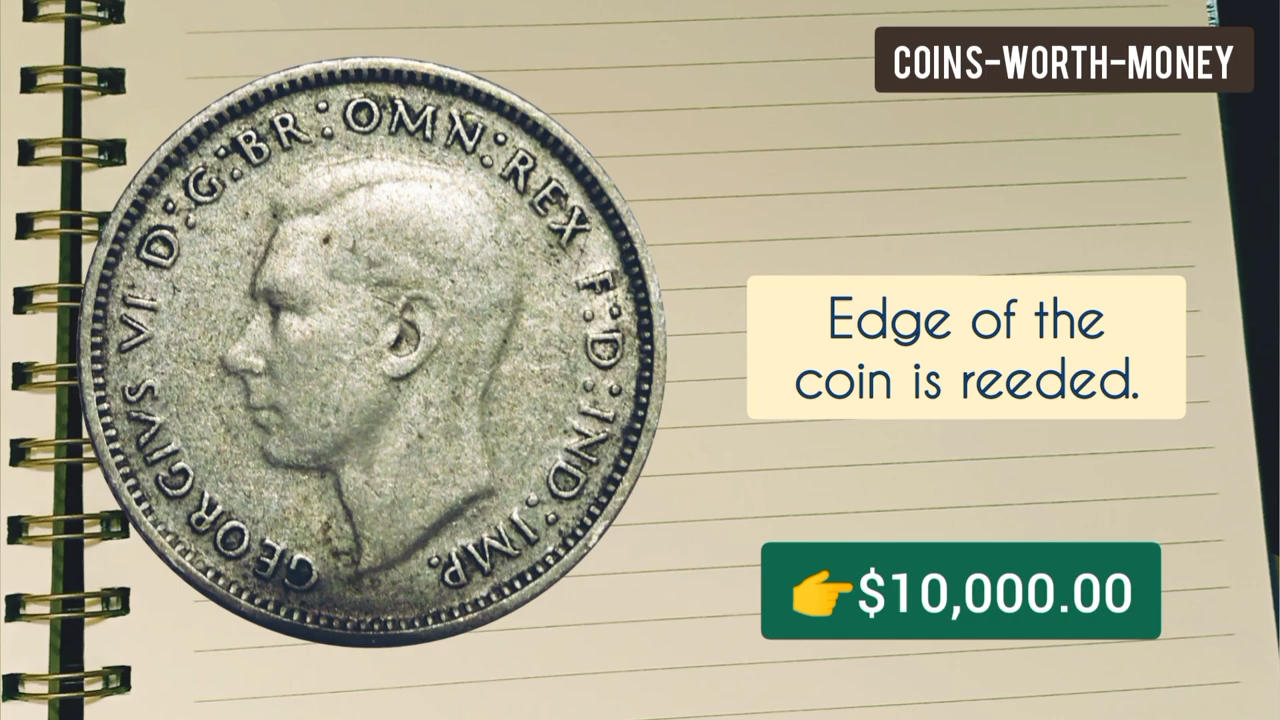 COINS-WORTH-MONEY
GEORGIVS VI D:G:BR:OMN:REX F:D:IND:IMP.
Edge of the
coin is reeded.
👉$10,000.00